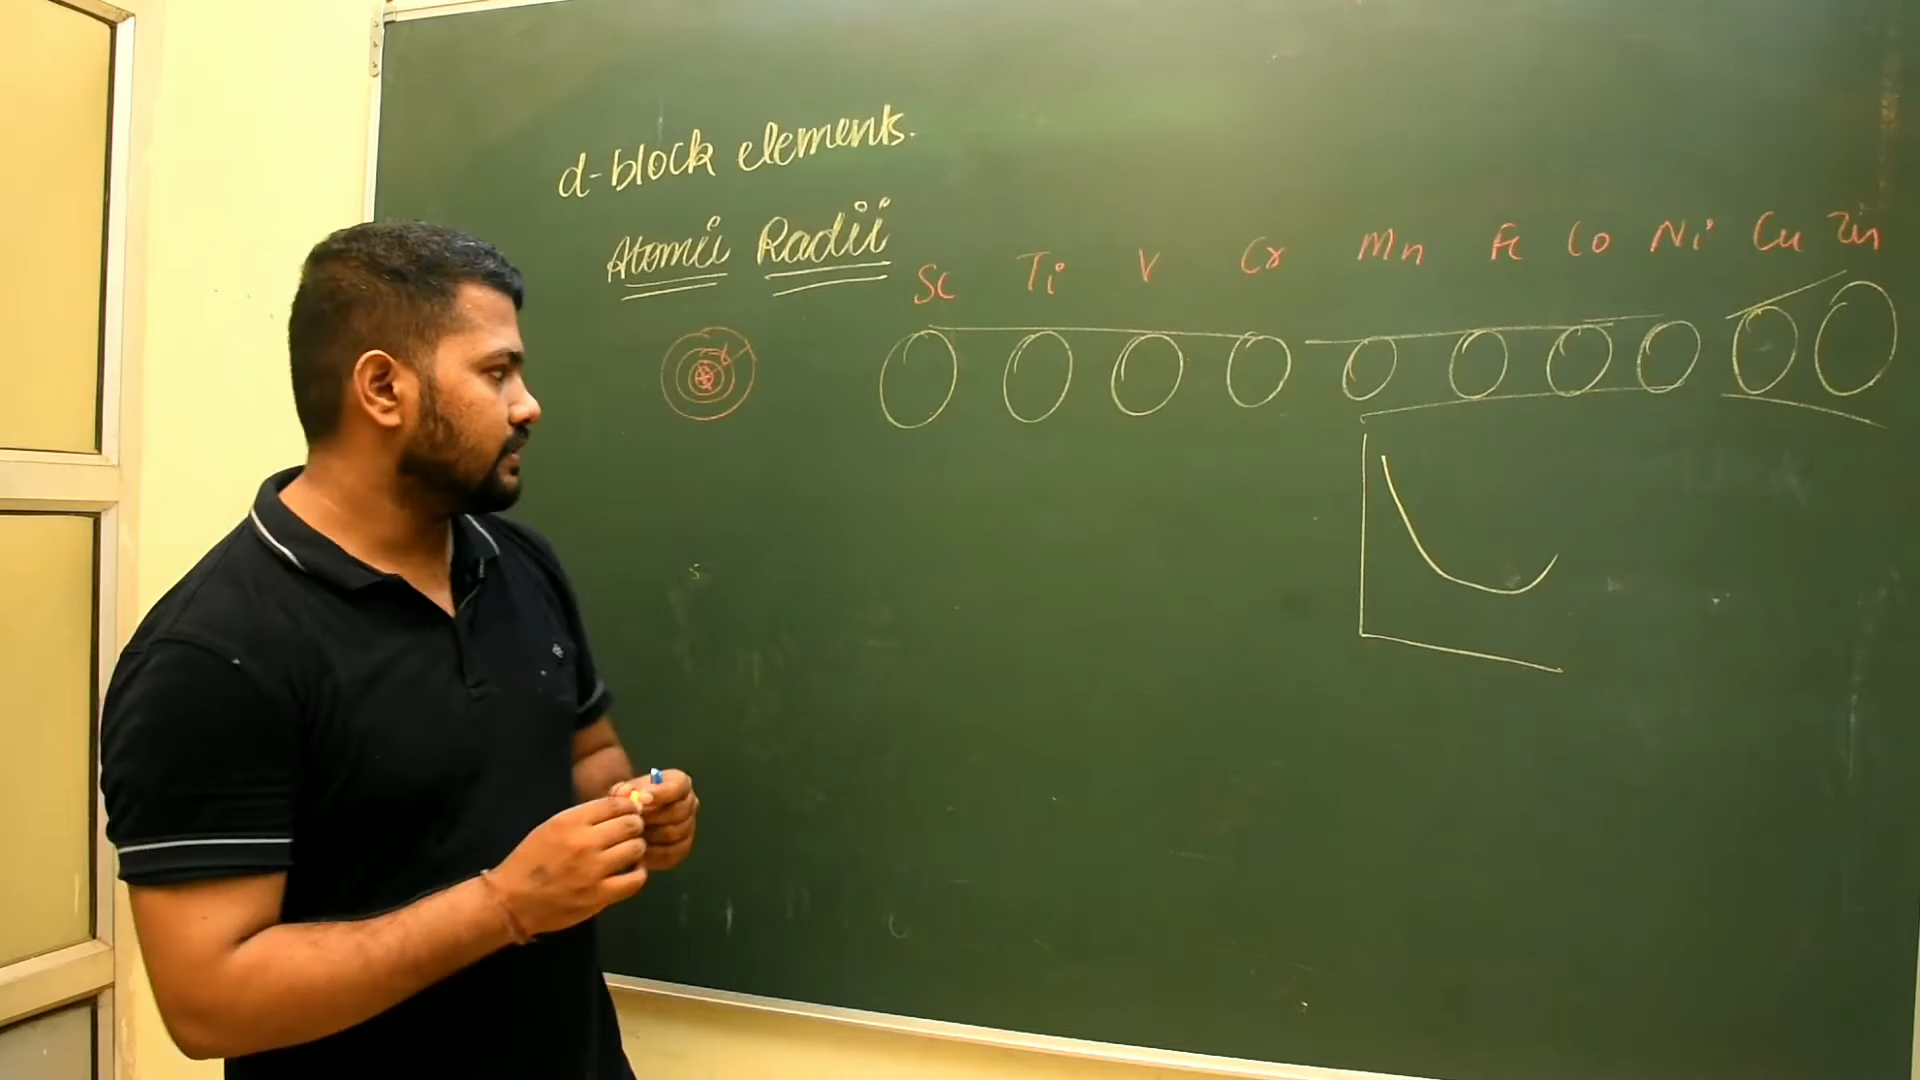 d-block elements.
Atomic Radii
Sc Ti V Cr Mn Fe Co Ni Cu Zn